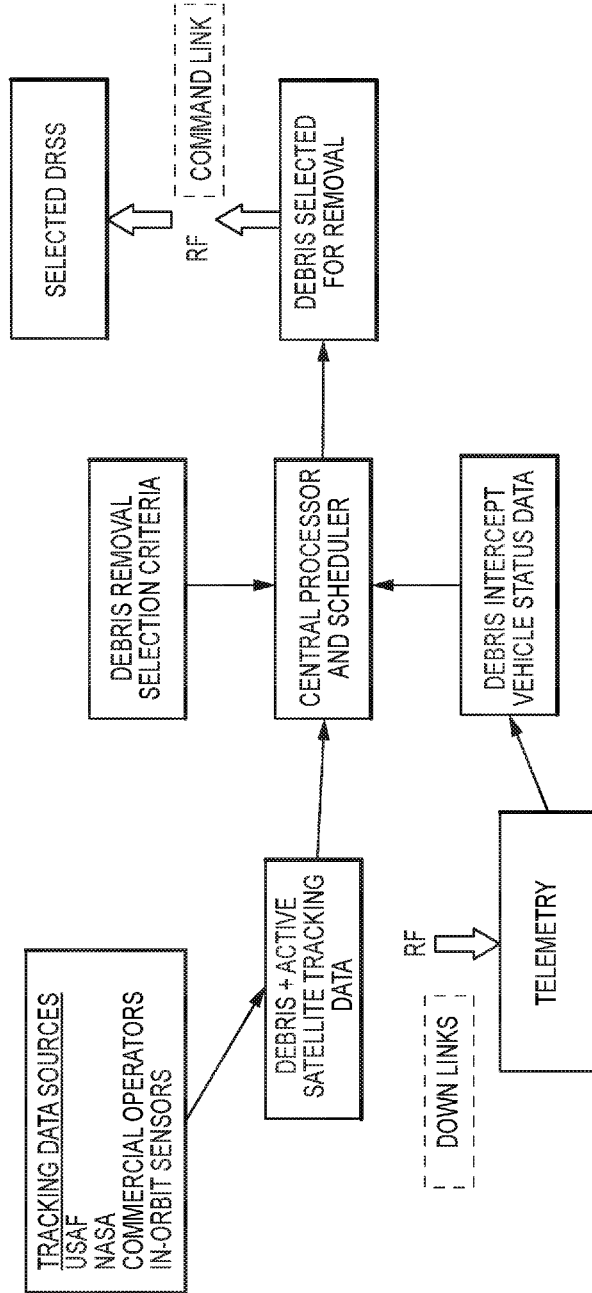 TRACKING DATA SOURCES
USAF
NASA
COMMERCIAL OPERATORS
IN-ORBIT SENSORS
DEBRIS + ACTIVE
SATELLITE TRACKING
DATA
DOWN LINKS
RF
TELEMETRY
DEBRIS REMOVAL
SELECTION CRITERIA
CENTRAL PROCESSOR
AND SCHEDULER
DEBRIS INTERCEPT
VEHICLE STATUS DATA
SELECTED DRSS
RF
COMMAND LINK
DEBRIS SELECTED
FOR REMOVAL